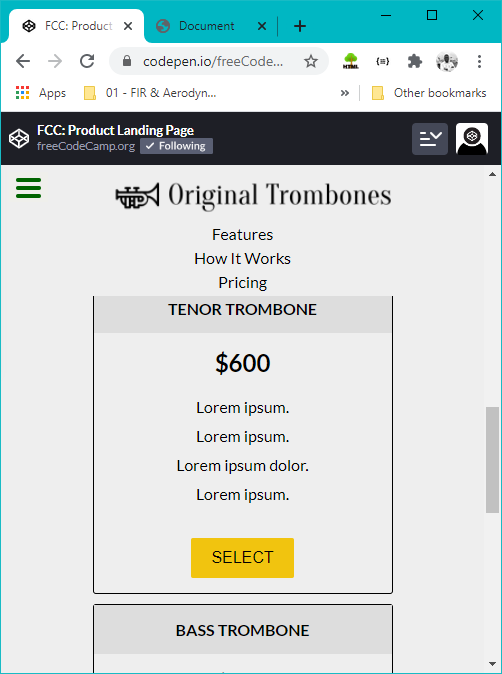 FCC: Product
Document
codepen.io/freeCode...
Apps
01 - FIR & Aerodyn...
»
Other bookmarks
FCC: Product Landing Page
freeCodeCamp.org
✓ Following
Original Trombones
Features
How It Works
Pricing
TENOR TROMBONE
$600
Lorem ipsum.
Lorem ipsum.
Lorem ipsum dolor.
Lorem ipsum.
SELECT
BASS TROMBONE